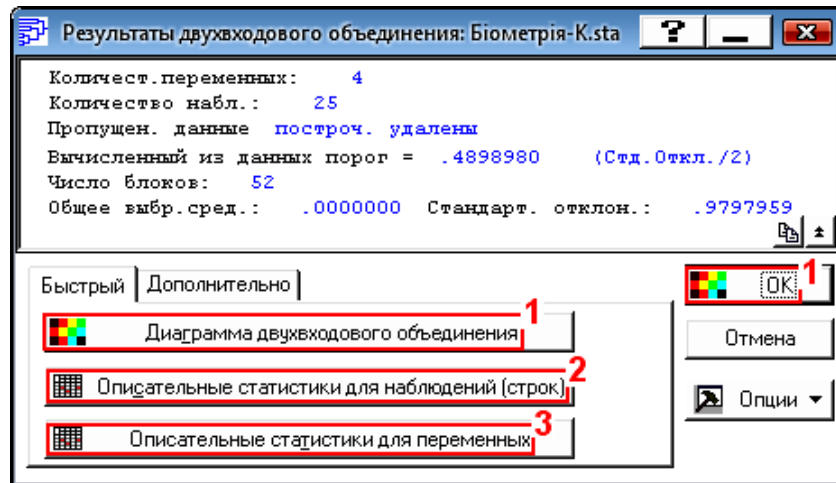 Результаты двухвходового объединения: Біометрія-K.sta ?
Количест.переменных: 4
Количество набл.: 25
Пропущен. данные построч. удалены
Вычисленный из данных порог = .4898980 (Стд.Откл./2)
Число блоков: 52
Общее выбр.сред.: .0000000 Стандарт. отклон.: .9797959
Быстрый Дополнительно
Диаграмма двухвходового объединения 1
Описательные статистики для наблюдений (строк) 2
Описательные статистики для переменных 3
OK 1
Отмена
Опции